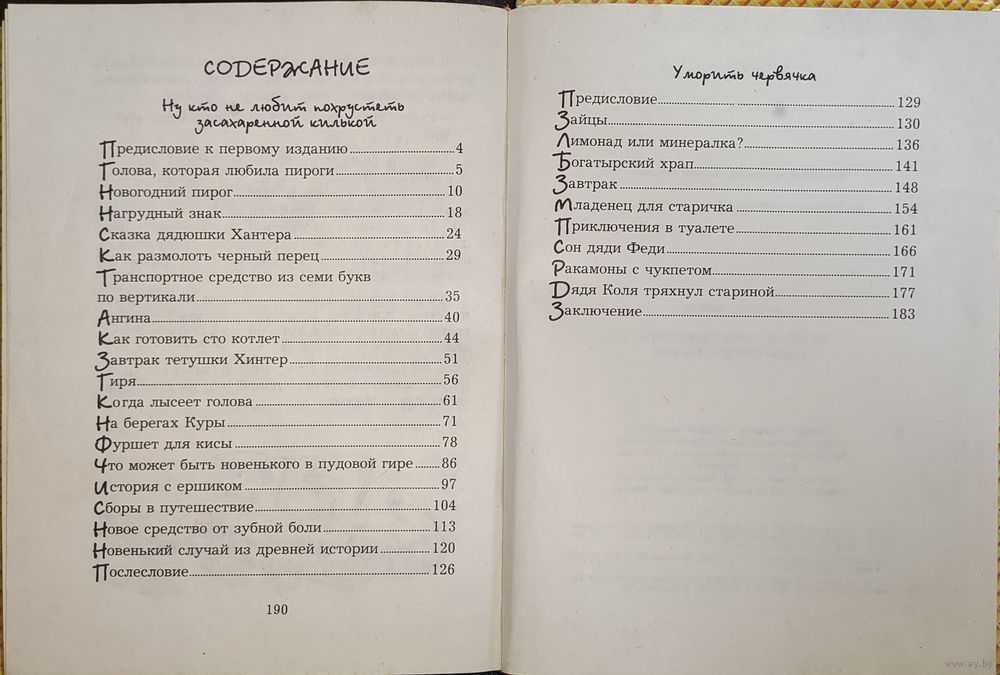 СОДЕРЖАНИЕ
Ну кто не любит похрустеть
засахаренной килькой
Предисловие к первому изданию 4
Голова, которая любила пироги 5
Новогодний пирог 10
Нагрудный знак 18
Сказка дядюшки Хантера 24
Как размолоть черный перец 29
Транспортное средство из семи букв
по вертикали 35
Ангина 40
Как готовить сто котлет 44
Завтрак тетушки Хинтер 51
Гиря 56
Когда лысеет голова 61
На берегах Куры 71
Фуршет для кисы 78
Что может быть новенького в пудовой гире 86
История с ершиком 97
Сборы в путешествие 104
Новое средство от зубной боли 113
Новенький случай из древней истории 120
Послесловие 126
190
Уморить червячка
Предисловие 129
Зайцы 130
Лимонад или минералка? 136
Богатырский храп 141
Завтрак 148
Младенец для старичка 154
Приключения в туалете 161
Сон дяди Феди 166
Ракамоны с чукпетом 171
Дядя Коля тряхнул стариной 177
Заключение 183
www.ay.by